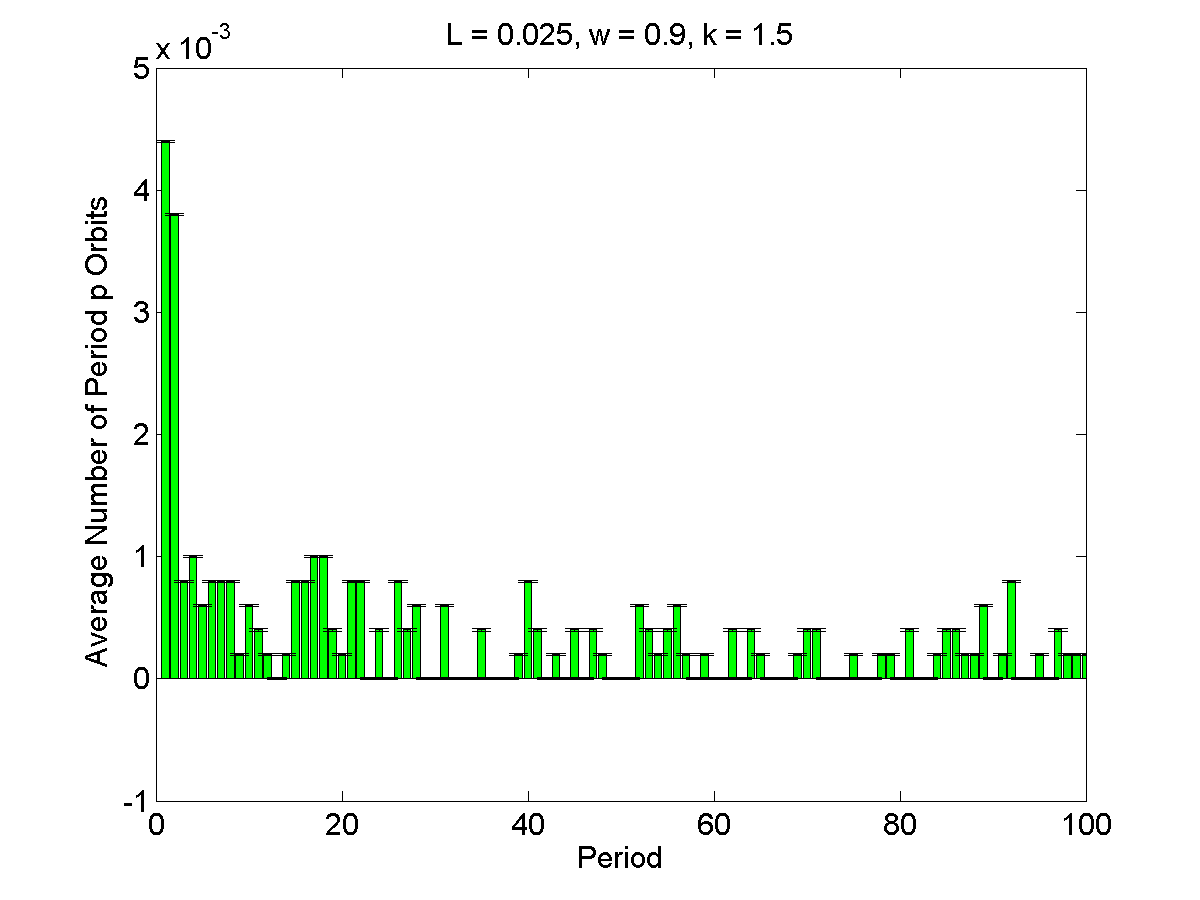 L = 0.025, w = 0.9, k = 1.5
x 10^-3
5
4
3
2
1
0
-1
Average Number of Period p Orbits
0 20 40 60 80 100
Period